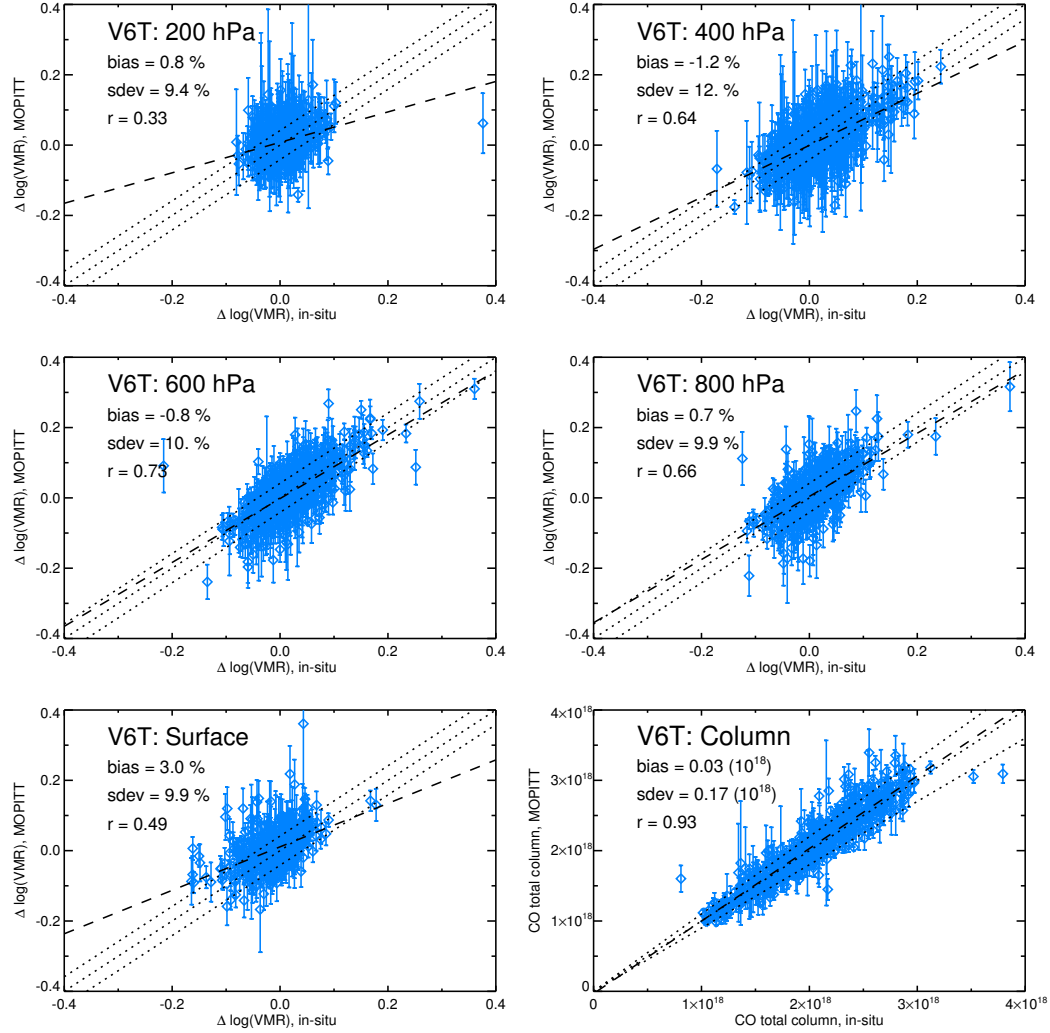 V6T: 200 hPa
bias = 0.8 %
sdev = 9.4 %
r = 0.33
0.4
0.2
0.0
-0.2
-0.4
Δ log(VMR), MOPITT
-0.4 -0.2 0.0 0.2 0.4
Δ log(VMR), in-situ
V6T: 400 hPa
bias = -1.2 %
sdev = 12. %
r = 0.64
0.4
0.2
0.0
-0.2
-0.4
Δ log(VMR), MOPITT
-0.4 -0.2 0.0 0.2 0.4
Δ log(VMR), in-situ
V6T: 600 hPa
bias = -0.8 %
sdev = 10. %
r = 0.73
0.4
0.2
0.0
-0.2
-0.4
Δ log(VMR), MOPITT
-0.4 -0.2 0.0 0.2 0.4
Δ log(VMR), in-situ
V6T: 800 hPa
bias = 0.7 %
sdev = 9.9 %
r = 0.66
0.4
0.2
0.0
-0.2
-0.4
Δ log(VMR), MOPITT
-0.4 -0.2 0.0 0.2 0.4
Δ log(VMR), in-situ
V6T: Surface
bias = 3.0 %
sdev = 9.9 %
r = 0.49
0.4
0.2
0.0
-0.2
-0.4
Δ log(VMR), MOPITT
-0.4 -0.2 0.0 0.2 0.4
Δ log(VMR), in-situ
V6T: Column
bias = 0.03 (10¹⁸)
sdev = 0.17 (10¹⁸)
r = 0.93
4×10¹⁸
3×10¹⁸
2×10¹⁸
1×10¹⁸
0
CO total column, MOPITT
0 1×10¹⁸ 2×10¹⁸ 3×10¹⁸ 4×10¹⁸
CO total column, in-situ